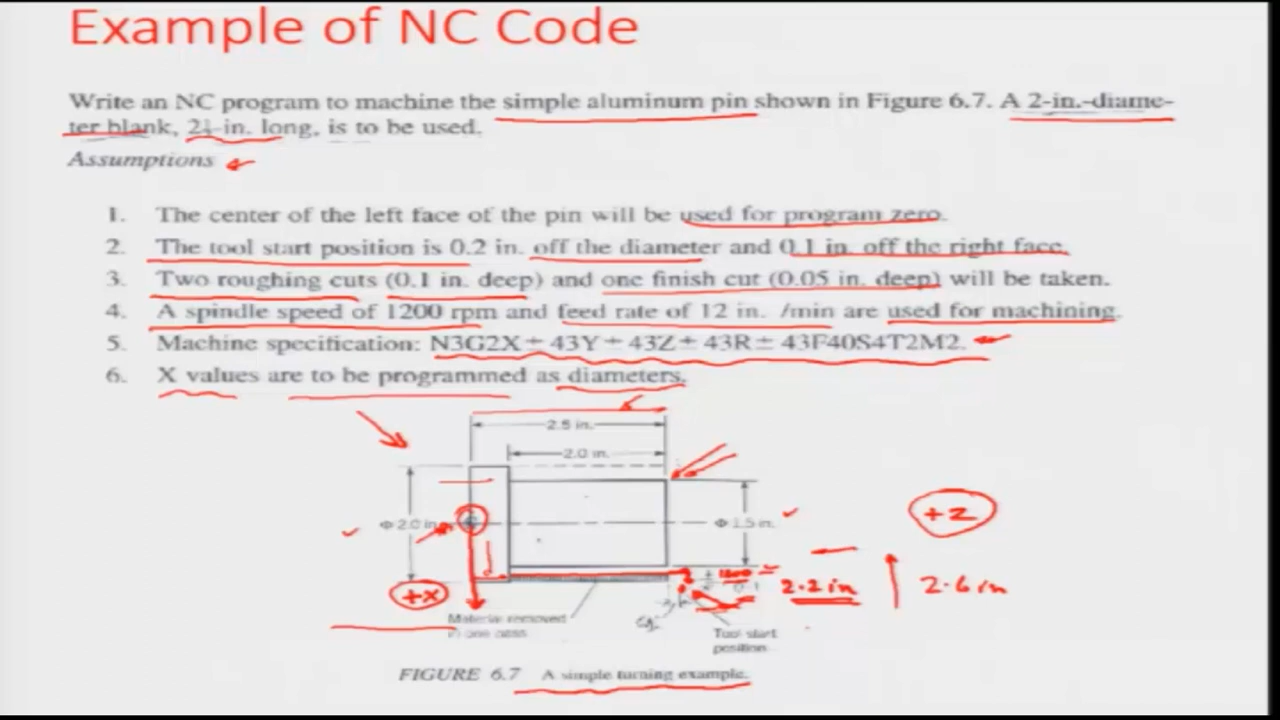 Example of NC Code
Write an NC program to machine the simple aluminum pin shown in Figure 6.7. A 2-in.-diame-
ter blank, in. long, is to be used.
Assumptions
1. The center of the left face of the pin will be used for program zero.
2. The tool start position is 0.2 in. off the diameter and 0.1 in. off the right face.
3. Two roughing cuts (0.1 in. deep) and one finish cut (0.05 in. deep) will be taken.
4. A spindle speed of 1200 rpm and feed rate of 12 in. /min are used for machining.
5. Machine specification: N3G2X ± 43Y ± 43Z ± 43R ± 43F40S4T2M2.
6. X values are to be programmed as diameters.
2.5 in.
2.0 in.
Φ 2.0 in.
Φ 1.5 in.
+Z
+X
2.2 in
2.6 in
Material removed
in one pass
Tool start
position
FIGURE 6.7 A simple turning example.